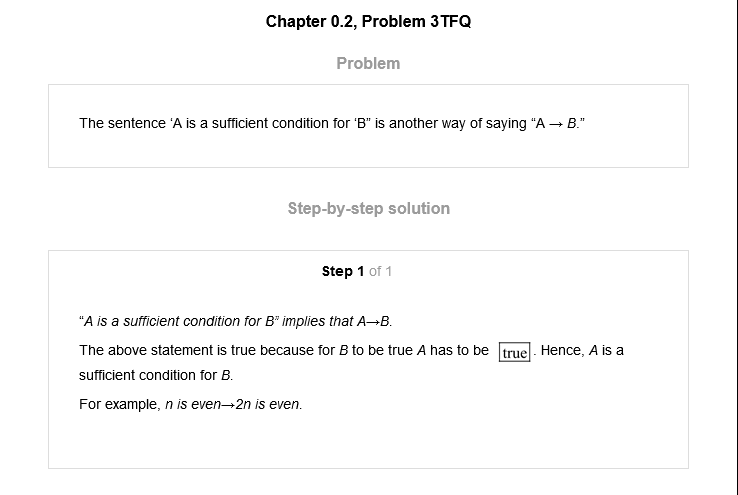 Chapter 0.2, Problem 3TFQ
Problem
The sentence ‘A is a sufficient condition for ‘B” is another way of saying “A → B.”
Step-by-step solution
Step 1 of 1
“A is a sufficient condition for B” implies that A→B.
The above statement is true because for B to be true A has to be true. Hence, A is a
sufficient condition for B.
For example, n is even→2n is even.